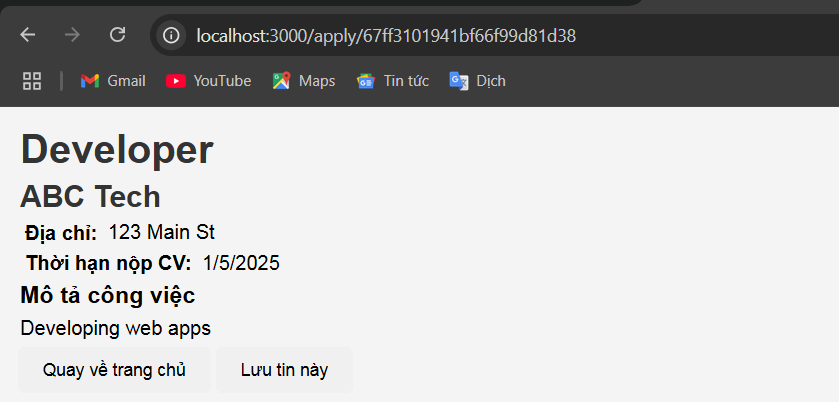 localhost:3000/apply/67ff3101941bf66f99d81d38
Gmail YouTube Maps Tin tức Dịch
Developer
ABC Tech
Địa chỉ: 123 Main St
Thời hạn nộp CV: 1/5/2025
Mô tả công việc
Developing web apps
Quay về trang chủ Lưu tin này